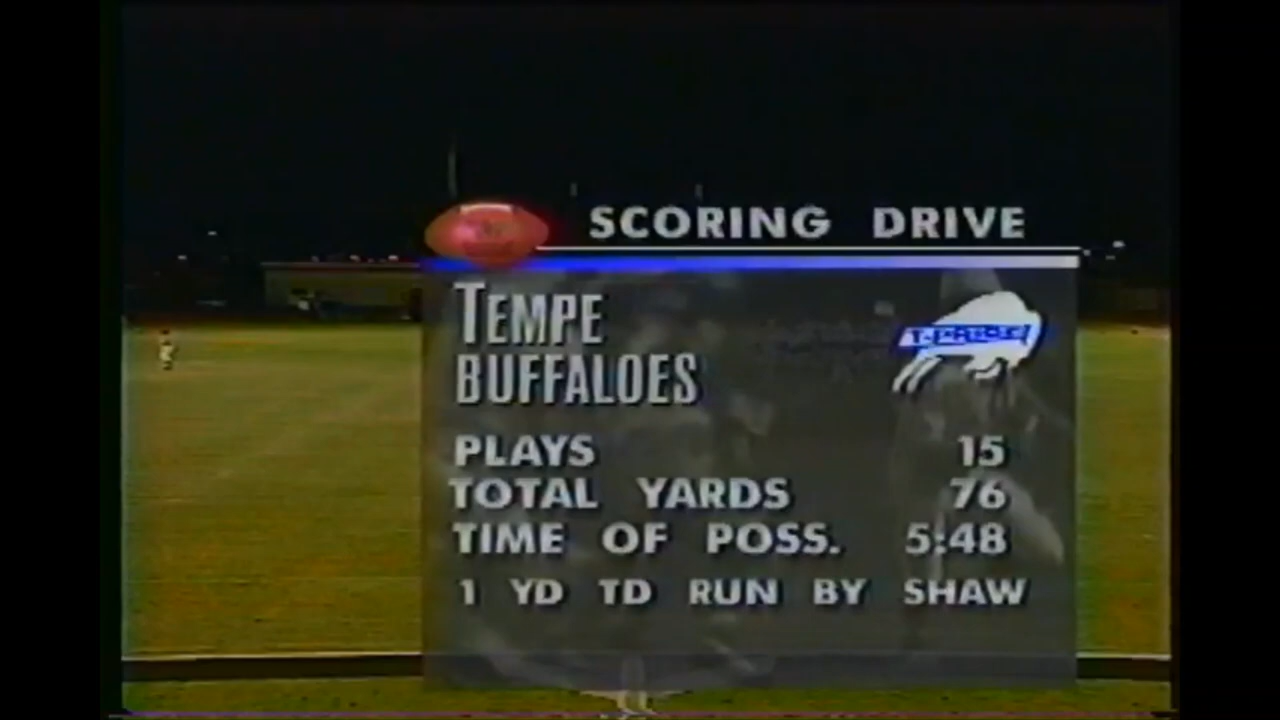 SCORING DRIVE
TEMPE
BUFFALOES
T-PRIDE
PLAYS 15
TOTAL YARDS 76
TIME OF POSS. 5:48
1 YD TD RUN BY SHAW